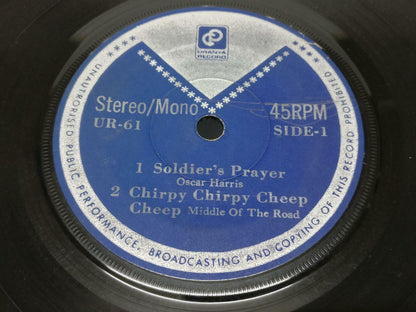 URANYA
RECORD
Stereo/Mono
45RPM
UR-61
SIDE-1
1 Soldier's Prayer
Oscar Harris
2 Chirpy Chirpy Cheep
Cheep Middle Of The Road
UNAUTHORISED PUBLIC PERFORMANCE, BROADCASTING AND COPYING OF THIS RECORD PROHIBITED